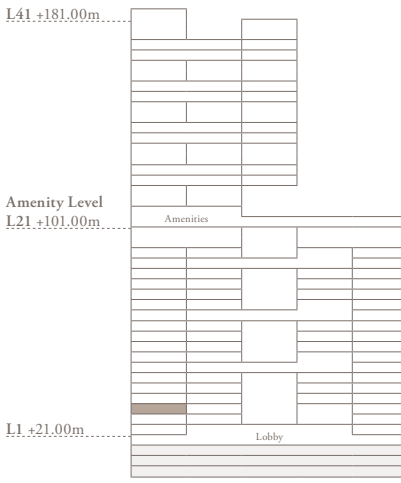 L41 +181.00m
Amenity Level
L21 +101.00m
Amenities
L1 +21.00m
Lobby